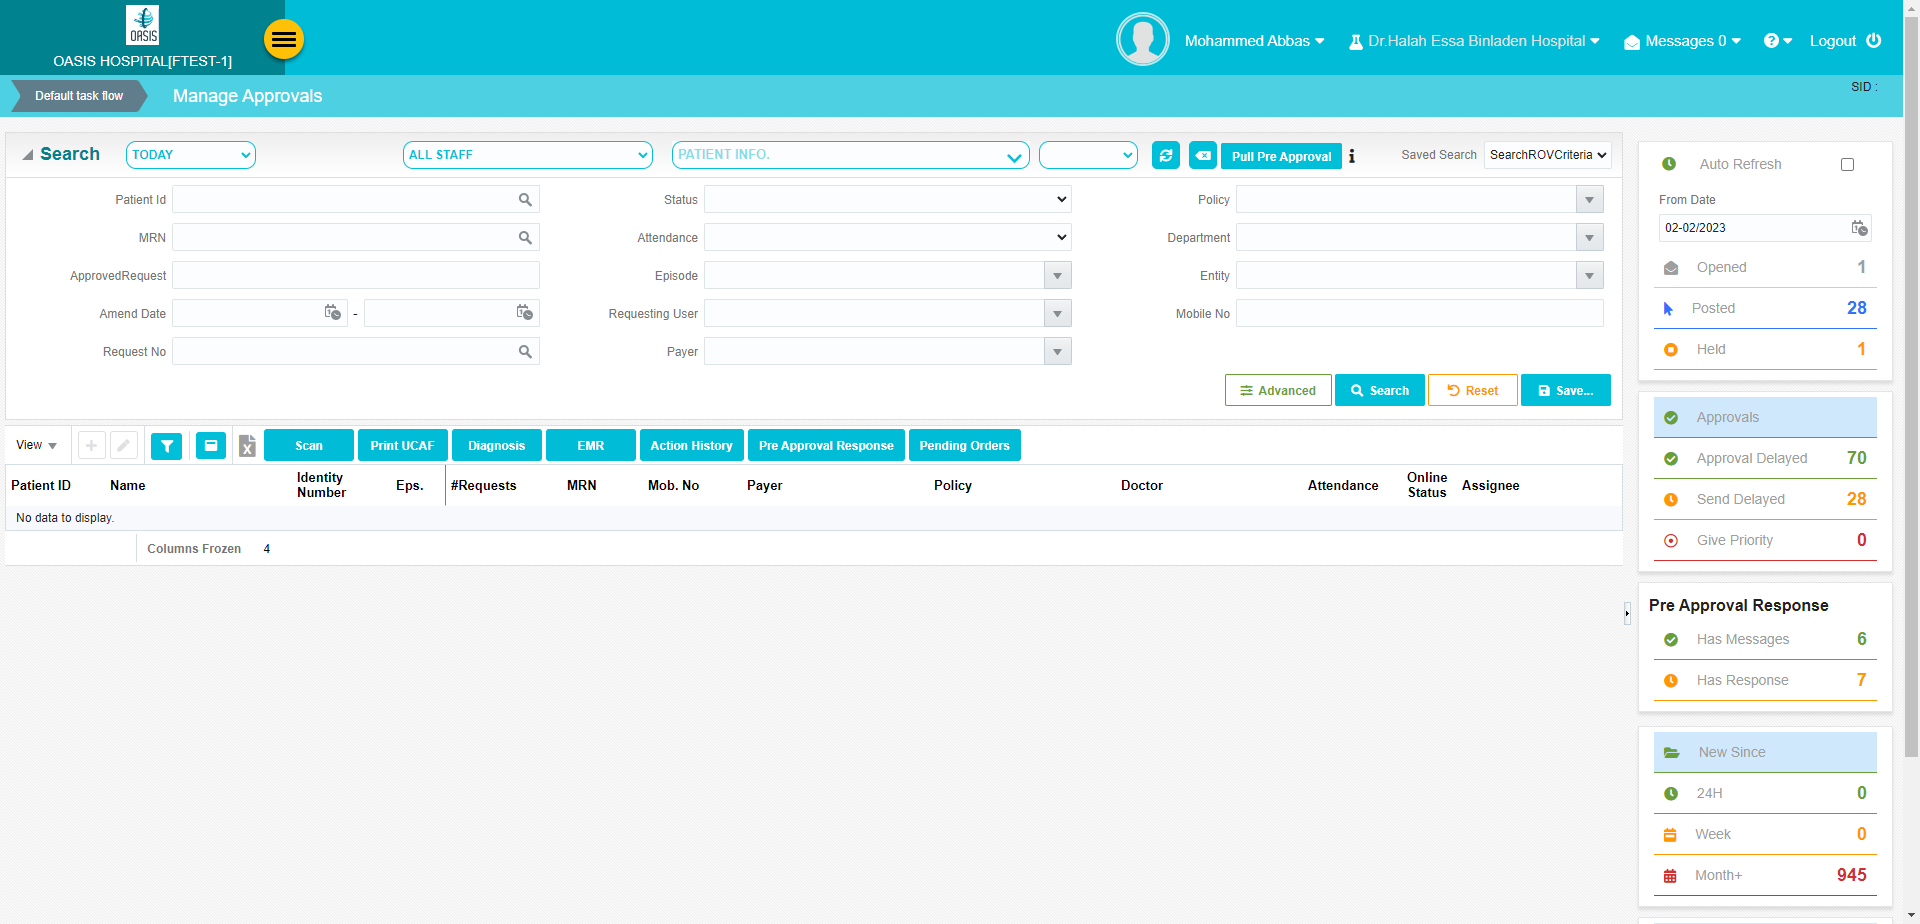 OASIS
OASIS HOSPITAL[FTEST-1]
Mohammed Abbas
Dr.Halah Essa Binladen Hospital
Messages 0
Logout
Default task flow
Manage Approvals
SID :
Search
TODAY
ALL STAFF
PATIENT INFO.
Pull Pre Approval
Saved Search
SearchROVCriteria
Patient Id
Status
Policy
MRN
Attendance
Department
ApprovedRequest
Episode
Entity
Amend Date
-
Requesting User
Mobile No
Request No
Payer
Advanced
Search
Reset
Save...
View
Scan
Print UCAF
Diagnosis
EMR
Action History
Pre Approval Response
Pending Orders
Patient ID
Name
Identity
Number
Eps.
#Requests
MRN
Mob. No
Payer
Policy
Doctor
Attendance
Online
Status
Assignee
No data to display.
Columns Frozen 4
Auto Refresh
From Date
02-02/2023
Opened 1
Posted 28
Held 1
Approvals
Approval Delayed 70
Send Delayed 28
Give Priority 0
Pre Approval Response
Has Messages 6
Has Response 7
New Since
24H 0
Week 0
Month+ 945